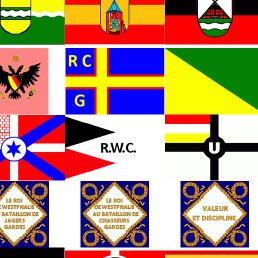 R C
G
R.W.C.
U
LE ROI
DE WESTPHALIE
AU BATAILLON DE
JAGERS
GARDES
LE ROI
DE WESTPHALIE
AU BATAILLON DE
CHASSEURS
GARDES
VALEUR
ET DISCIPLINE